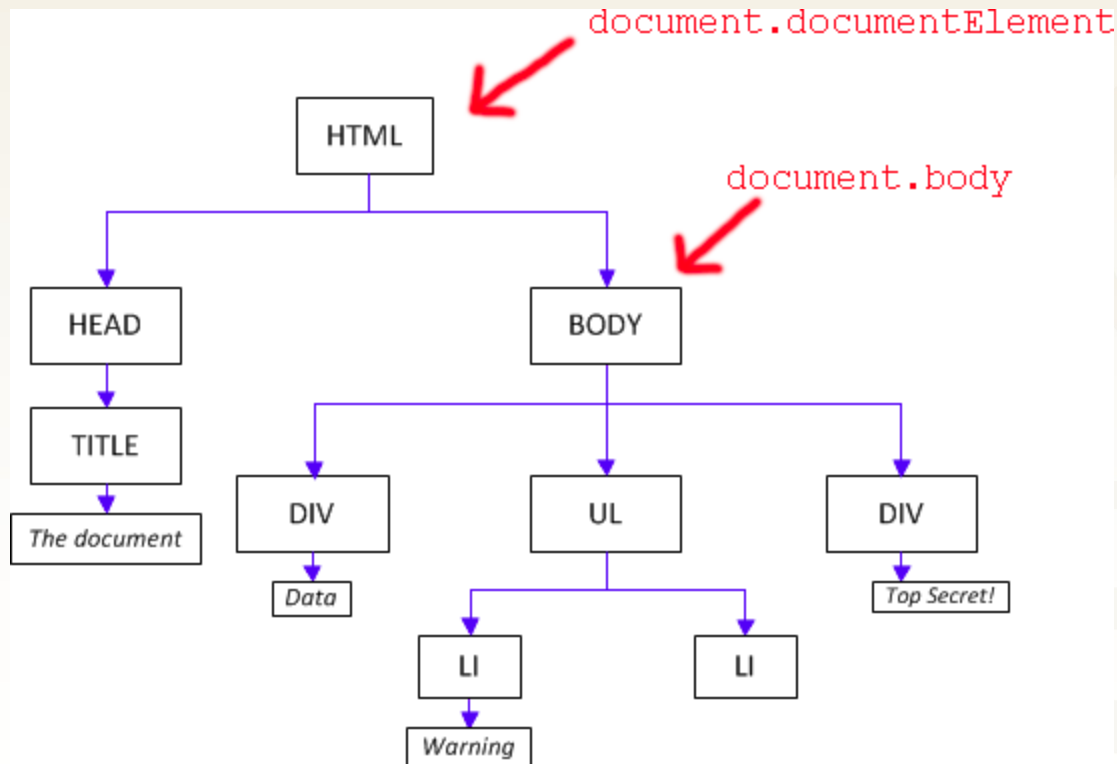 document.documentElement
HTML
document.body
HEAD
BODY
TITLE
DIV
UL
DIV
The document
Data
Top Secret!
LI
LI
Warning